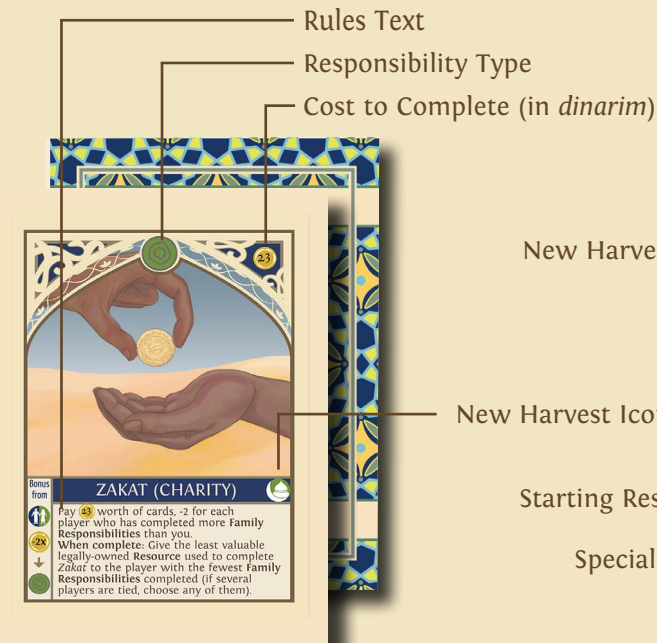 Rules Text
Responsibility Type
Cost to Complete (in dinarim)
New Harve
New Harvest Ico
Starting Res
Special
23
Bonus
from
-2x
ZAKAT (CHARITY)
Pay 23 worth of cards, -2 for each
player who has completed more Family
Responsibilities than you.
When complete: Give the least valuable
legally-owned Resource used to complete
Zakat to the player with the fewest Family
Responsibilities completed (if several
players are tied, choose any of them).